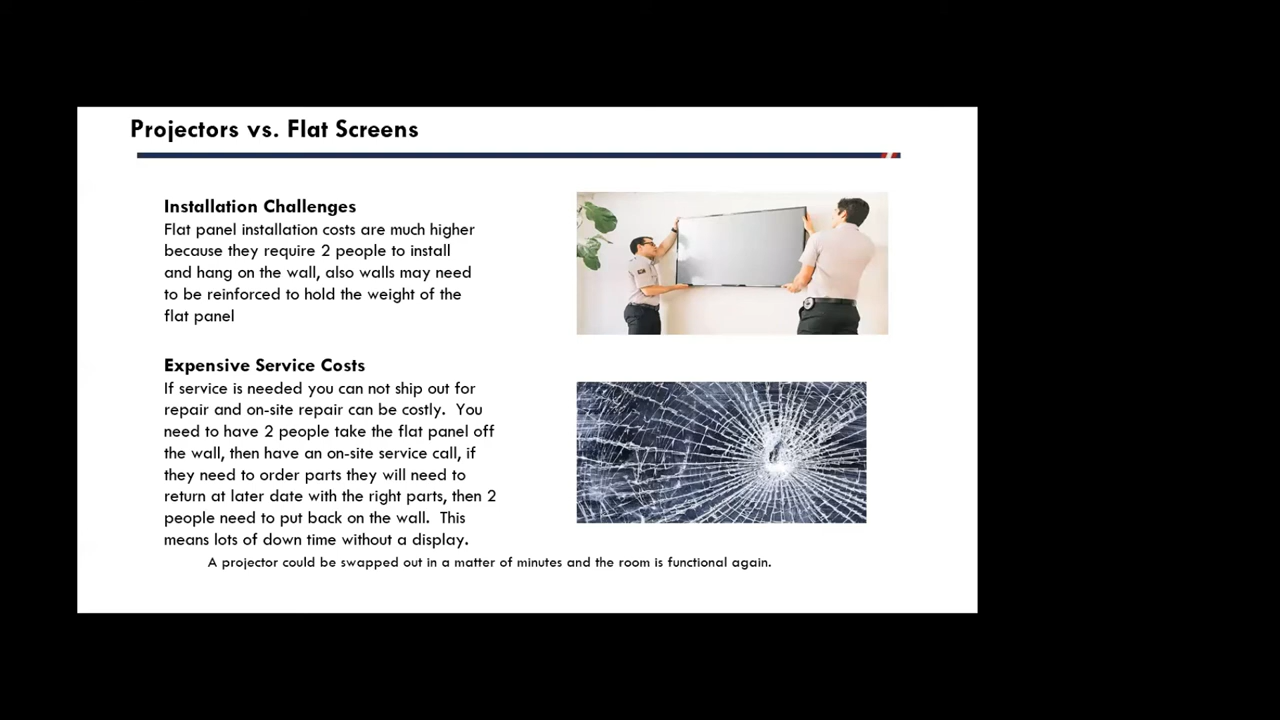 Projectors vs. Flat Screens
Installation Challenges
Flat panel installation costs are much higher
because they require 2 people to install
and hang on the wall, also walls may need
to be reinforced to hold the weight of the
flat panel
Expensive Service Costs
If service is needed you can not ship out for
repair and on-site repair can be costly.  You
need to have 2 people take the flat panel off
the wall, then have an on-site service call, if
they need to order parts they will need to
return at later date with the right parts, then 2
people need to put back on the wall.  This
means lots of down time without a display.
A projector could be swapped out in a matter of minutes and the room is functional again.